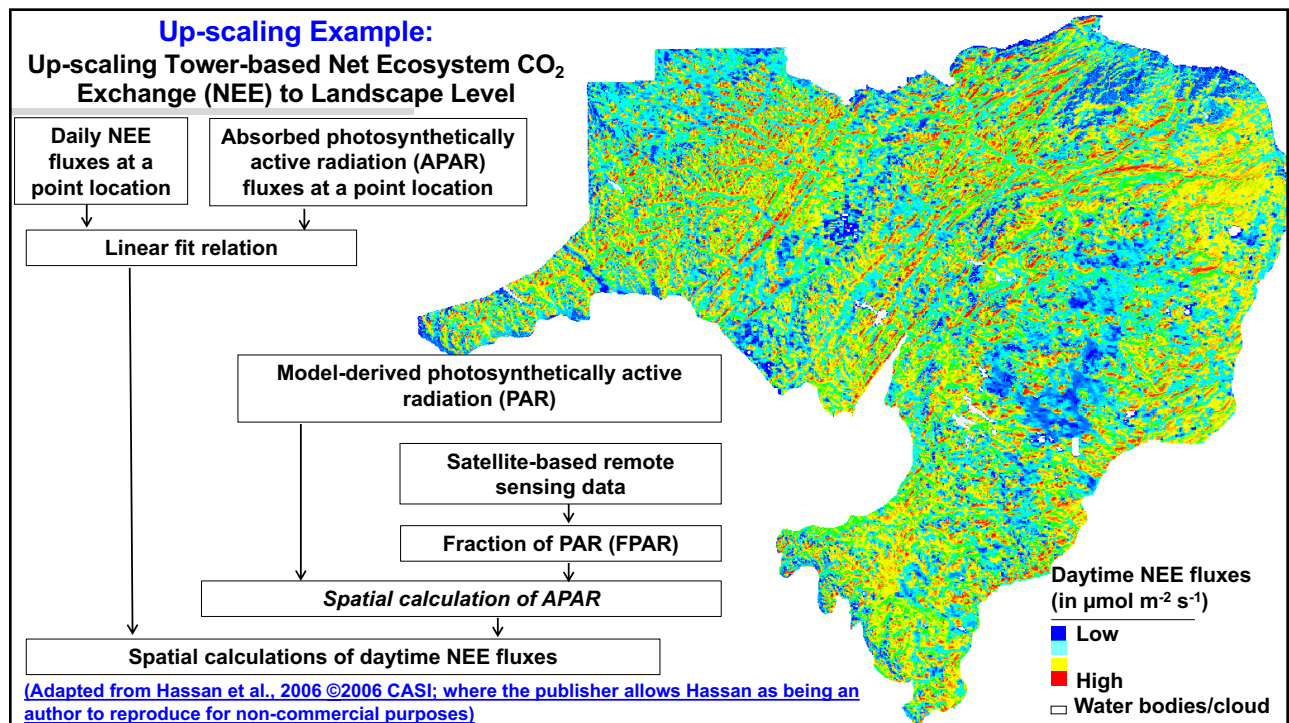 Up-scaling Example:
Up-scaling Tower-based Net Ecosystem CO₂
Exchange (NEE) to Landscape Level
Daily NEE
fluxes at a
point location
Absorbed photosynthetically
active radiation (APAR)
fluxes at a point location
Linear fit relation
Model-derived photosynthetically active
radiation (PAR)
Satellite-based remote
sensing data
Fraction of PAR (FPAR)
Spatial calculation of APAR
Spatial calculations of daytime NEE fluxes
(Adapted from Hassan et al., 2006 ©2006 CASI; where the publisher allows Hassan as being an
author to reproduce for non-commercial purposes)
Daytime NEE fluxes
(in µmol m⁻² s⁻¹)
Low
High
Water bodies/cloud